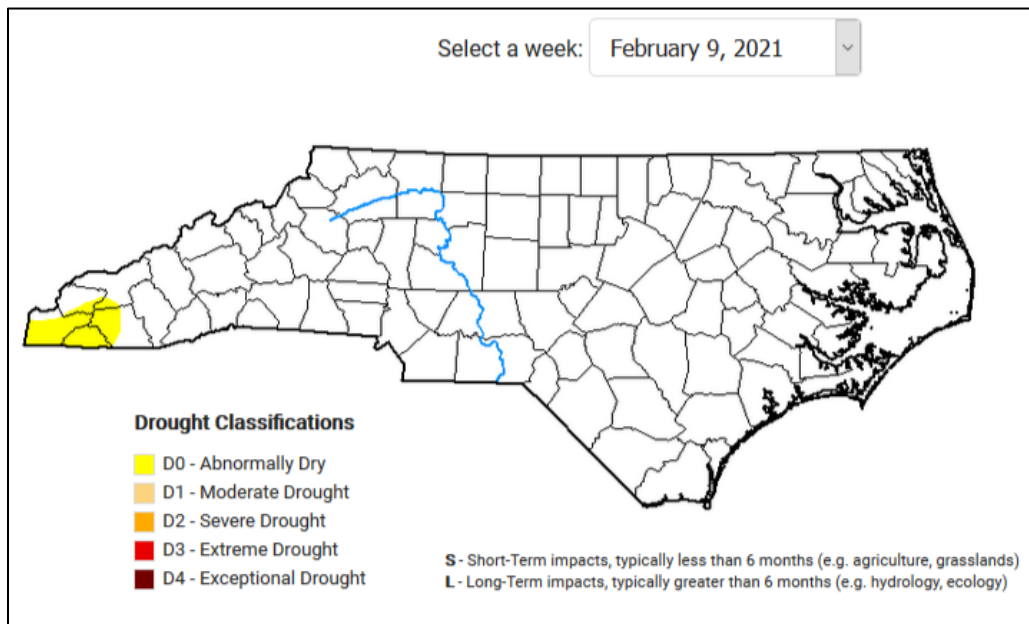 Select a week: February 9, 2021
Drought Classifications
D0 - Abnormally Dry
D1 - Moderate Drought
D2 - Severe Drought
D3 - Extreme Drought
D4 - Exceptional Drought
S - Short-Term impacts, typically less than 6 months (e.g. agriculture, grasslands)
L - Long-Term impacts, typically greater than 6 months (e.g. hydrology, ecology)